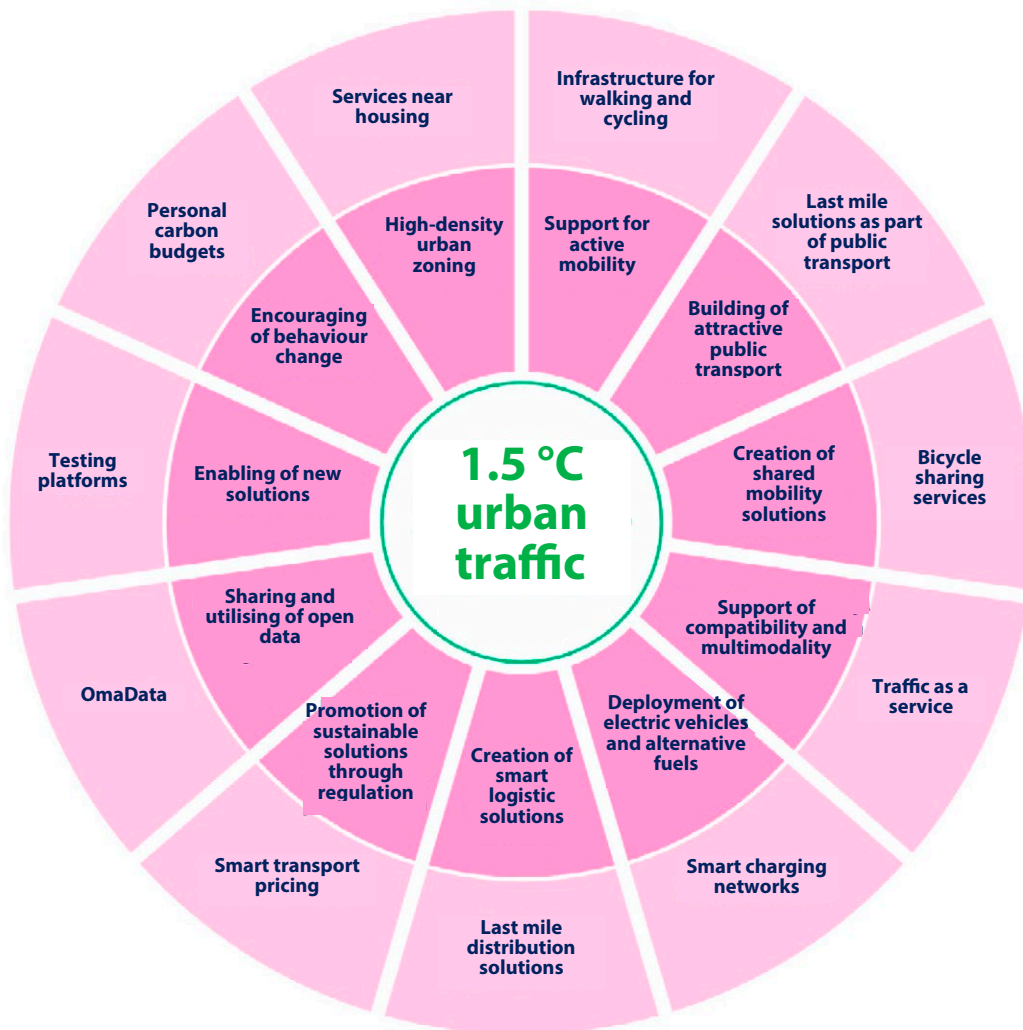 1.5 °C
urban
traffic
Support for
active
mobility
Infrastructure for
walking and
cycling
Building of
attractive
public
transport
Last mile
solutions as part
of public
transport
Creation of
shared
mobility
solutions
Bicycle
sharing
services
Support of
compatibility and
multimodality
Traffic as a
service
Deployment of
electric vehicles
and alternative
fuels
Smart charging
networks
Creation of
smart
logistic
solutions
Last mile
distribution
solutions
Promotion of
sustainable
solutions
through
regulation
Smart transport
pricing
Sharing and
utilising of open
data
OmaData
Enabling of new
solutions
Testing
platforms
Encouraging
of behaviour
change
Personal
carbon
budgets
High-density
urban
zoning
Services near
housing